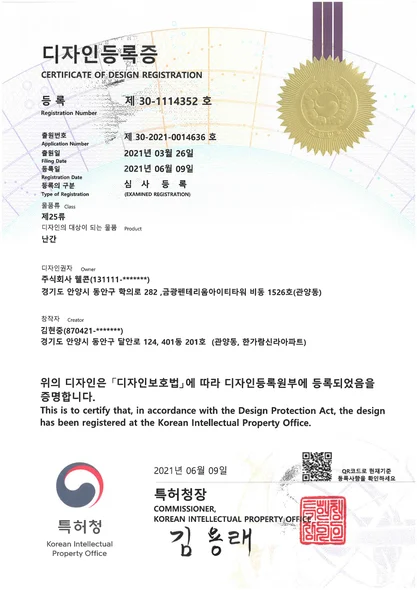 디자인등록증
CERTIFICATE OF DESIGN REGISTRATION
등 록 제 30-1114352 호
Registration Number
출원번호 제 30-2021-0014636 호
Application Number
출원일 2021년 03월 26일
Filing Date
등록일 2021년 06월 09일
Registration Date
등록의 구분 심 사 등 록
Type of Registration (EXAMINED REGISTRATION)
물품류 Class
제25류
디자인의 대상이 되는 물품 Product
난간
디자인권자 Owner
주식회사 웰콘(131111-*******)
경기도 안양시 동안구 학의로 282 ,금광펜테리움아이티타워 비동 1526호(관양동)
창작자 Creator
김현중(870421-*******)
경기도 안양시 동안구 달안로 124, 401동 201호 (관양동, 한가람신라아파트)
위의 디자인은 「디자인보호법」에 따라 디자인등록원부에 등록되었음을
증명합니다.
This is to certify that, in accordance with the Design Protection Act, the design
has been registered at the Korean Intellectual Property Office.
2021년 06월 09일
QR코드로 현재기준
등록사항을 확인하세요
특허청장
COMMISSIONER,
KOREAN INTELLECTUAL PROPERTY OFFICE
김용래
특허청
Korean Intellectual
Property Office